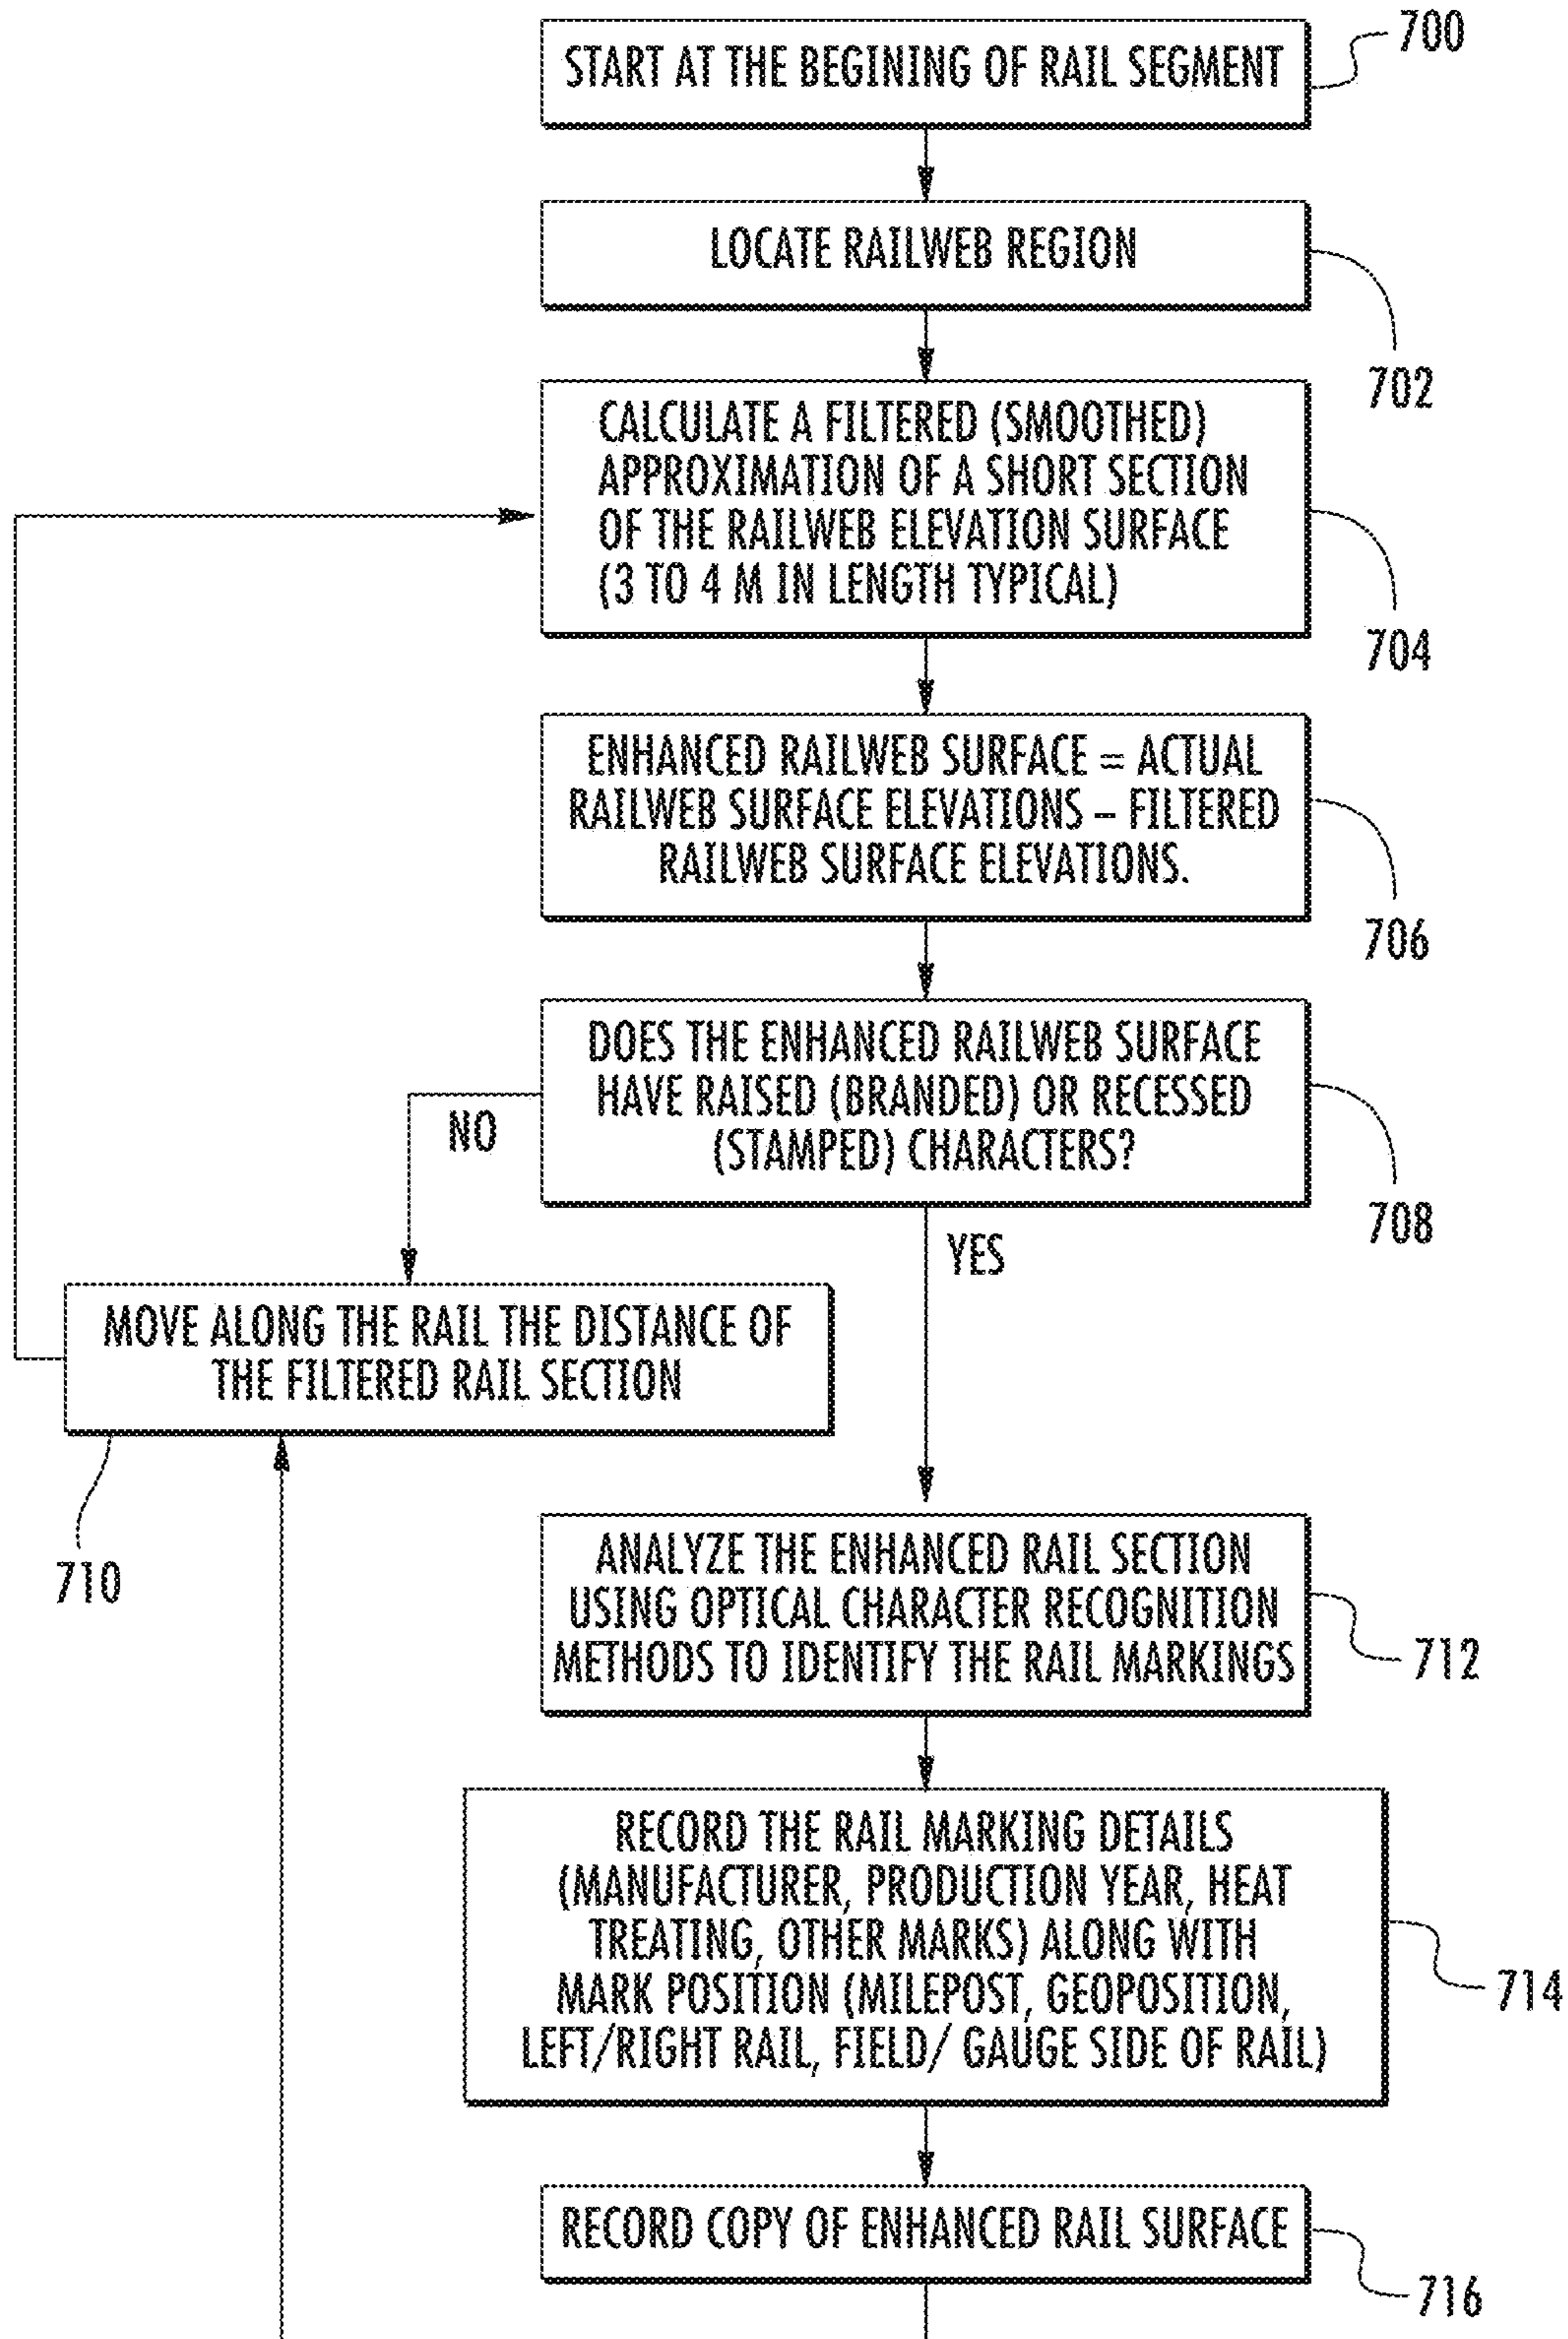 START AT THE BEGINING OF RAIL SEGMENT
700
LOCATE RAILWEB REGION
702
CALCULATE A FILTERED (SMOOTHED)
APPROXIMATION OF A SHORT SECTION
OF THE RAILWEB ELEVATION SURFACE
(3 TO 4 M IN LENGTH TYPICAL)
704
ENHANCED RAILWEB SURFACE = ACTUAL
RAILWEB SURFACE ELEVATIONS – FILTERED
RAILWEB SURFACE ELEVATIONS.
706
DOES THE ENHANCED RAILWEB SURFACE
HAVE RAISED (BRANDED) OR RECESSED
(STAMPED) CHARACTERS?
708
NO
YES
MOVE ALONG THE RAIL THE DISTANCE OF
THE FILTERED RAIL SECTION
710
ANALYZE THE ENHANCED RAIL SECTION
USING OPTICAL CHARACTER RECOGNITION
METHODS TO IDENTIFY THE RAIL MARKINGS
712
RECORD THE RAIL MARKING DETAILS
(MANUFACTURER, PRODUCTION YEAR, HEAT
TREATING, OTHER MARKS) ALONG WITH
MARK POSITION (MILEPOST, GEOPOSITION,
LEFT/RIGHT RAIL, FIELD/ GAUGE SIDE OF RAIL)
714
RECORD COPY OF ENHANCED RAIL SURFACE
716